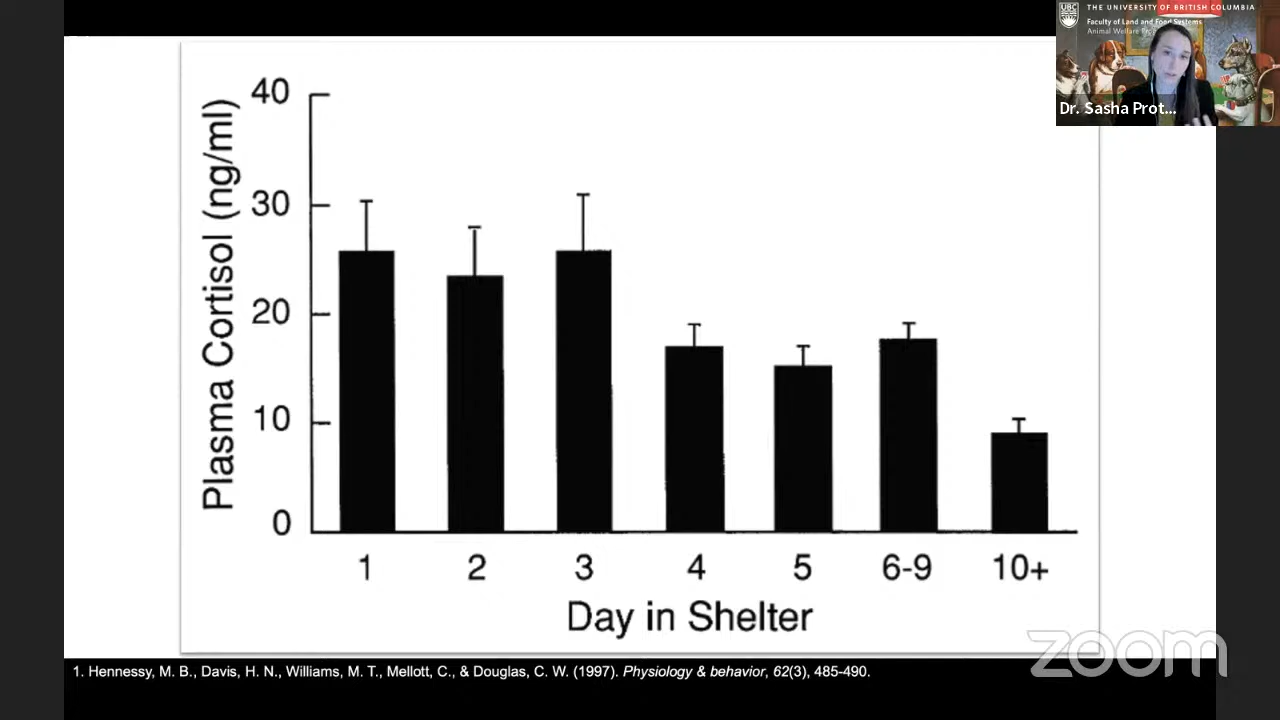 THE UNIVERSITY OF BRITISH COLUMBIA
UBC
Faculty of Land and Food Systems
Animal Welfare
Dr. Sasha Prot...
Plasma Cortisol (ng/ml)
40
30
20
10
0
1 2 3 4 5 6-9 10+
Day in Shelter
zoom
1. Hennessy, M. B., Davis, H. N., Williams, M. T., Mellott, C., & Douglas, C. W. (1997). Physiology & behavior, 62(3), 485-490.